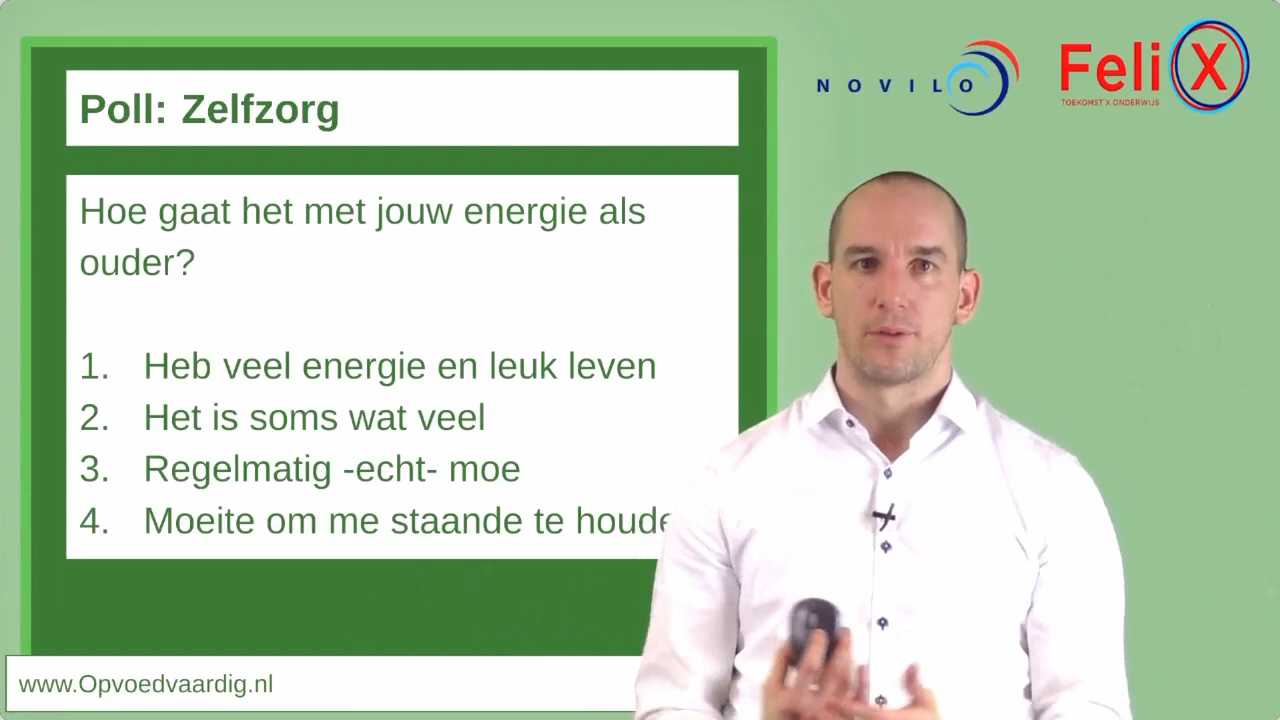 Poll: Zelfzorg
NOVILO
FeliX
TOEKOMST X ONDERWIJS
Hoe gaat het met jouw energie als
ouder?
1. Heb veel energie en leuk leven
2. Het is soms wat veel
3. Regelmatig -echt- moe
4. Moeite om me staande te houde
www.Opvoedvaardig.nl